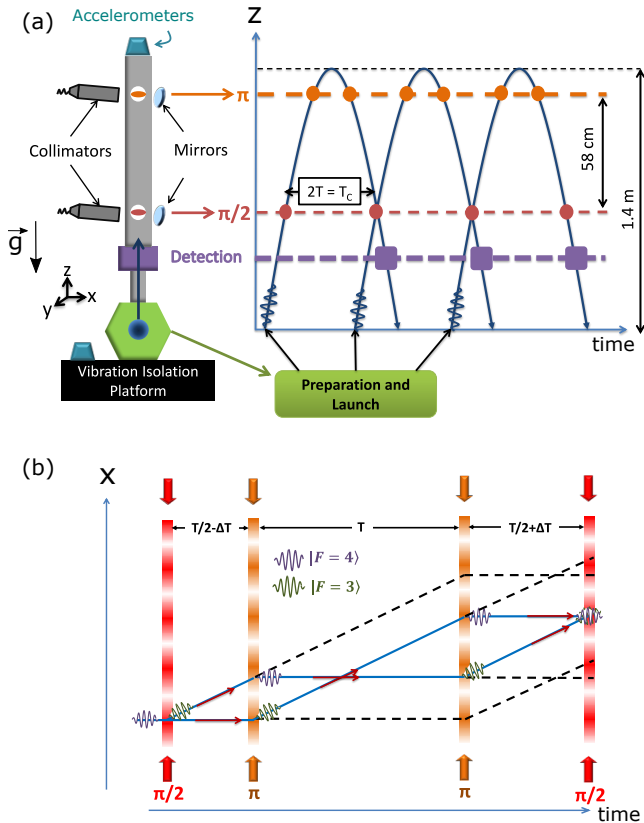 (a)
Accelerometers
Collimators
Mirrors
g
z
y
x
Detection
Vibration Isolation
Platform
π
π/2
z
2T = T_C
58 cm
1.4 m
time
Preparation and
Launch
(b)
X
T/2-ΔT
T
T/2+ΔT
|F = 4⟩
|F = 3⟩
π/2
π
π
π/2
time